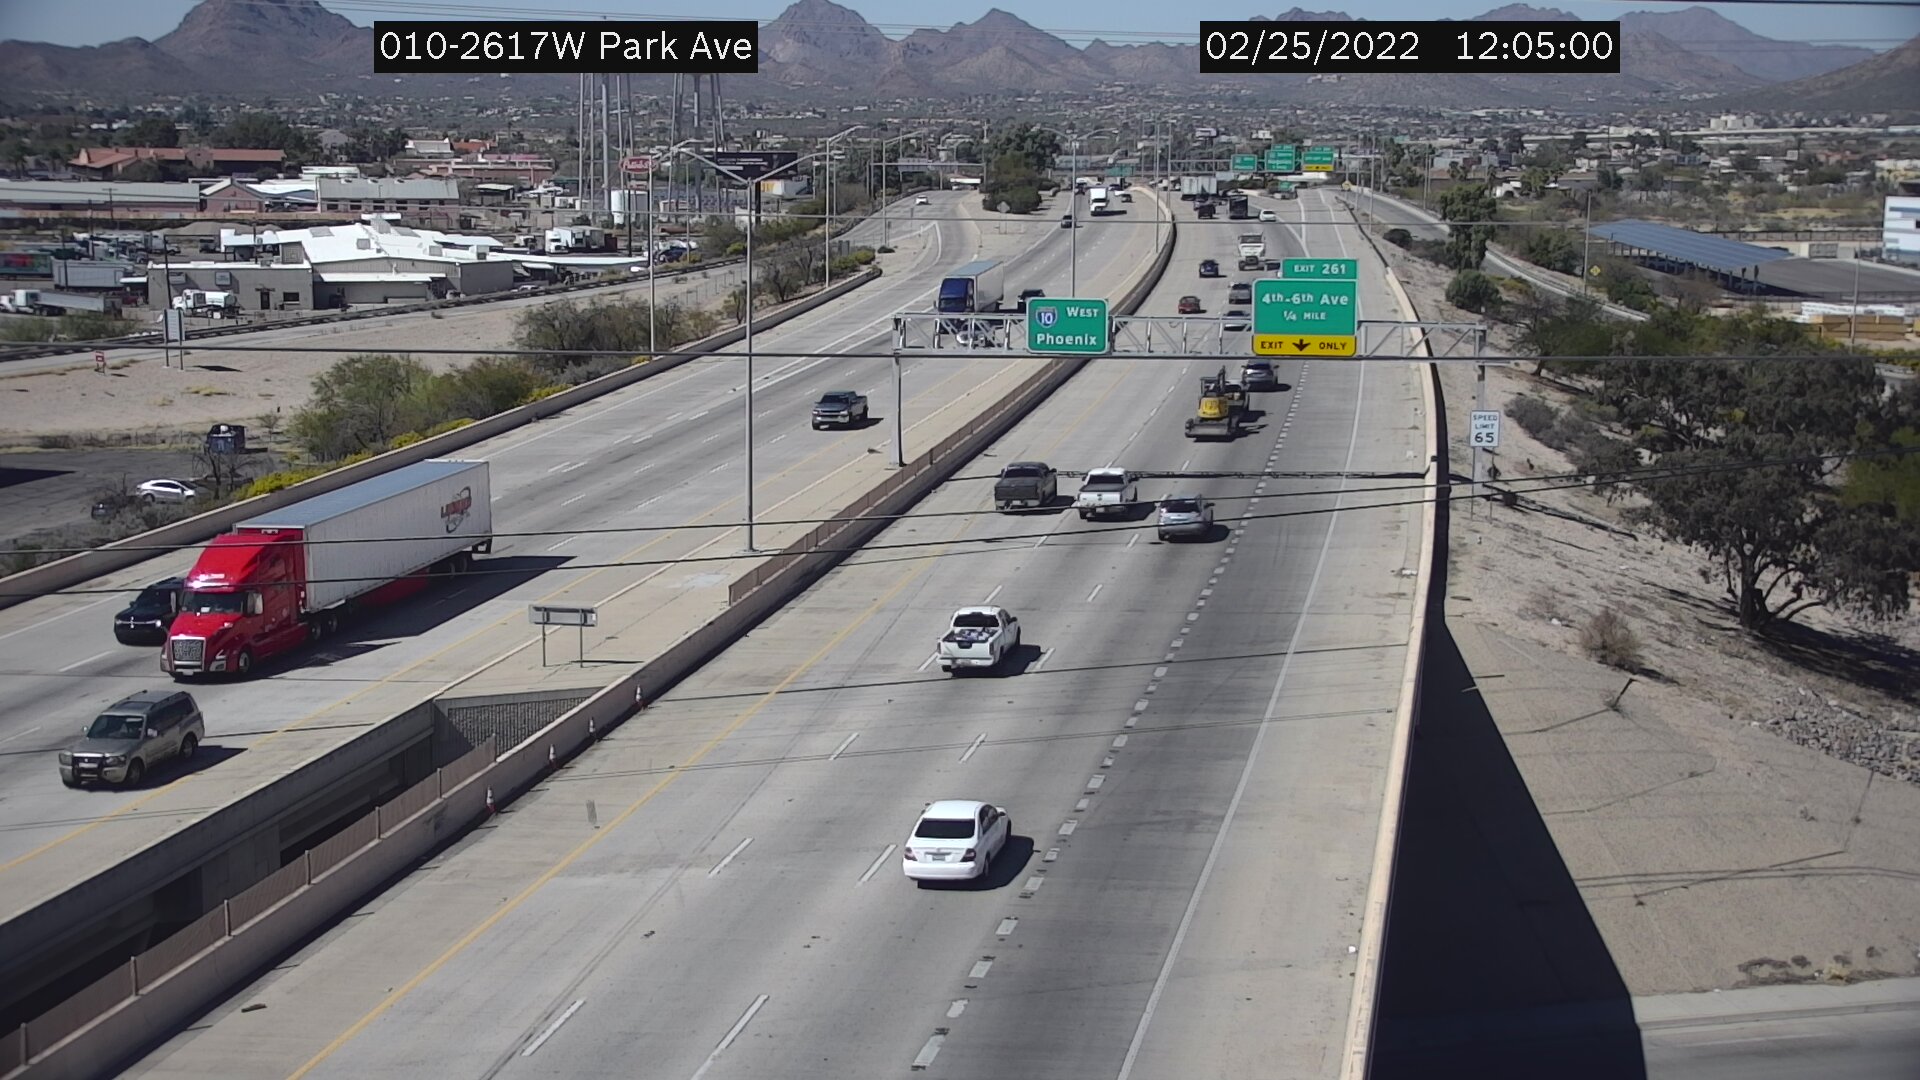 010-2617W Park Ave
02/25/2022 12:05:00
EXIT 261
4th-6th Ave
1/4 MILE
EXIT ONLY
10 WEST
Phoenix
SPEED
LIMIT
65